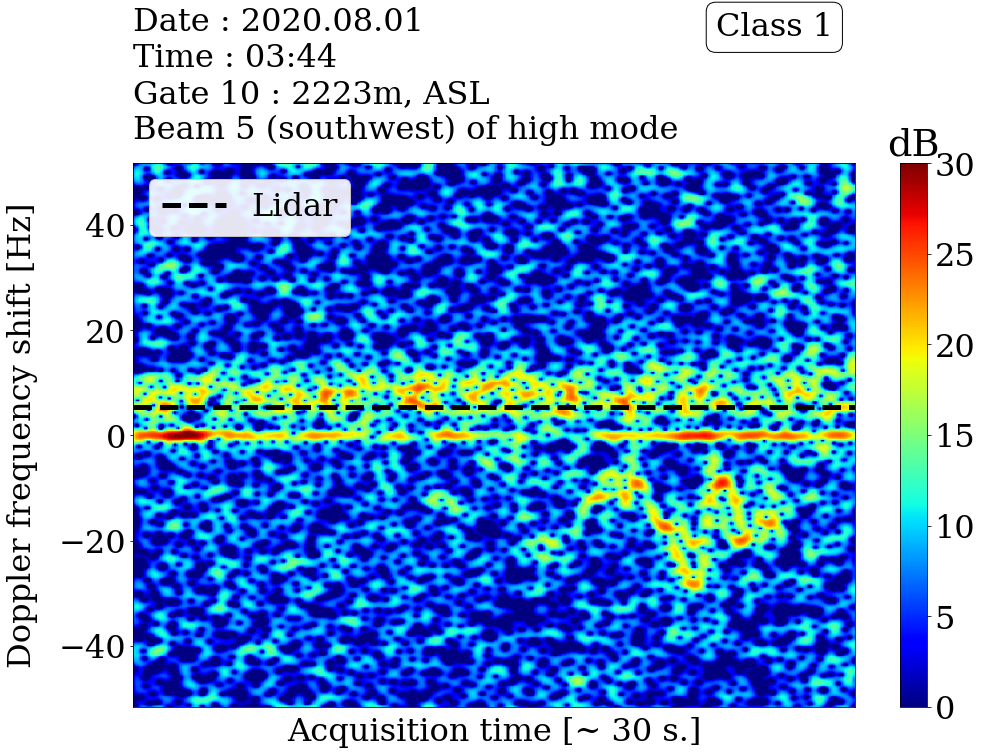 Date : 2020.08.01
Time : 03:44
Gate 10 : 2223m, ASL
Beam 5 (southwest) of high mode
Class 1
dB
Lidar
Doppler frequency shift [Hz]
40
20
0
−20
−40
30
25
20
15
10
5
0
Acquisition time [~ 30 s.]